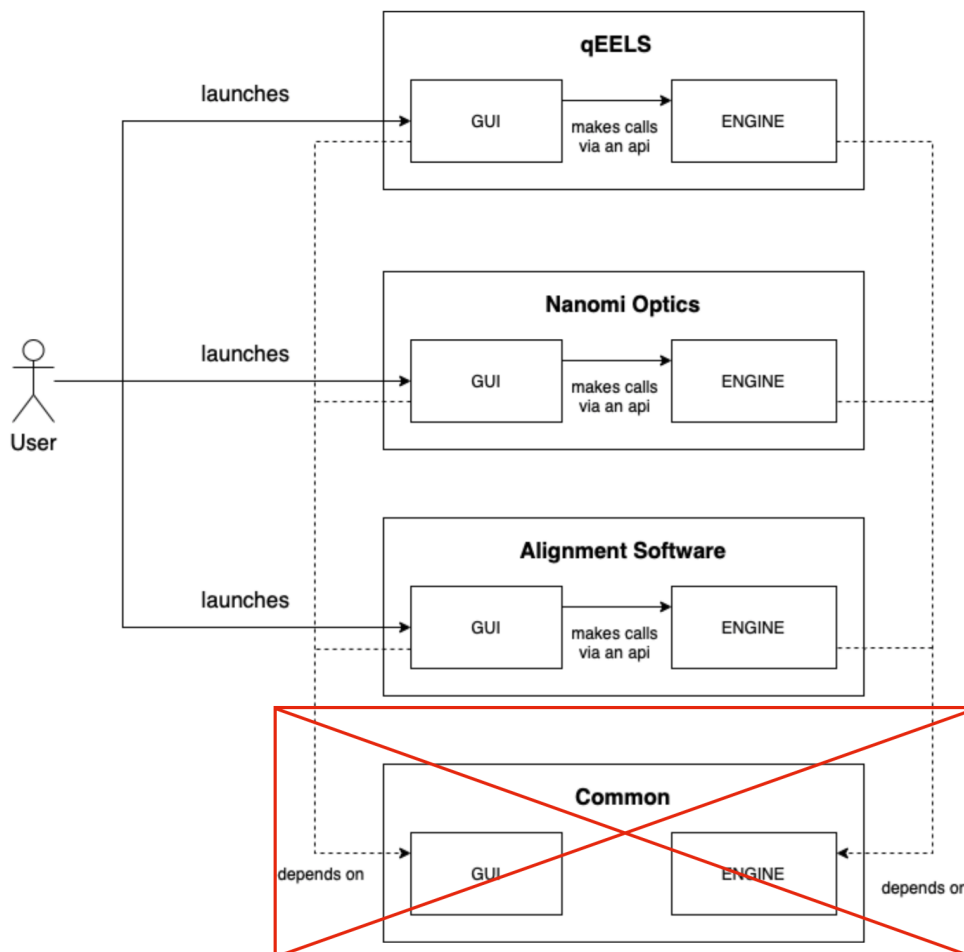 qEELS
launches
GUI
makes calls
via an api
ENGINE
Nanomi Optics
launches
GUI
makes calls
via an api
ENGINE
User
Alignment Software
launches
GUI
makes calls
via an api
ENGINE
Common
GUI
ENGINE
depends on
depends on